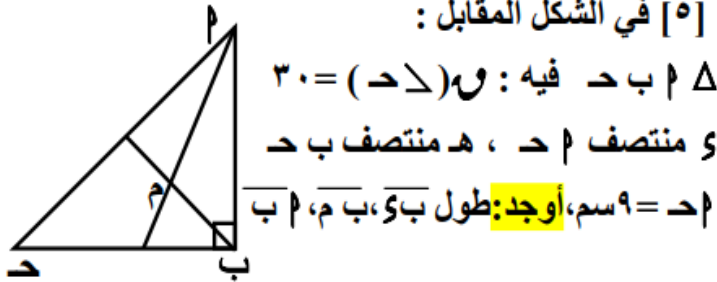 [٥] في الشكل المقابل :
Δ أ ب حـ فيه : ق(∠حـ) = ٣٠
ء منتصف أ حـ ، هـ منتصف ب حـ
أحـ = ٩سم، أوجد: طول ب ء، ب م، أ ب
أ
م
حـ
ب